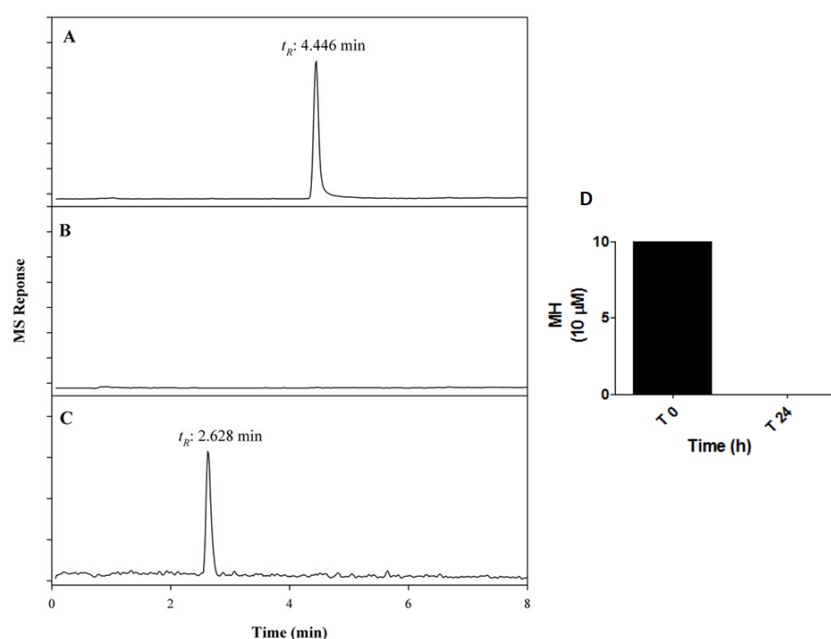 A
tR: 4.446 min
B
C
tR: 2.628 min
MS Reponse
0
2
4
6
8
Time (min)
D
10
5
0
MH
(10 µM)
T 0
T 24
Time (h)